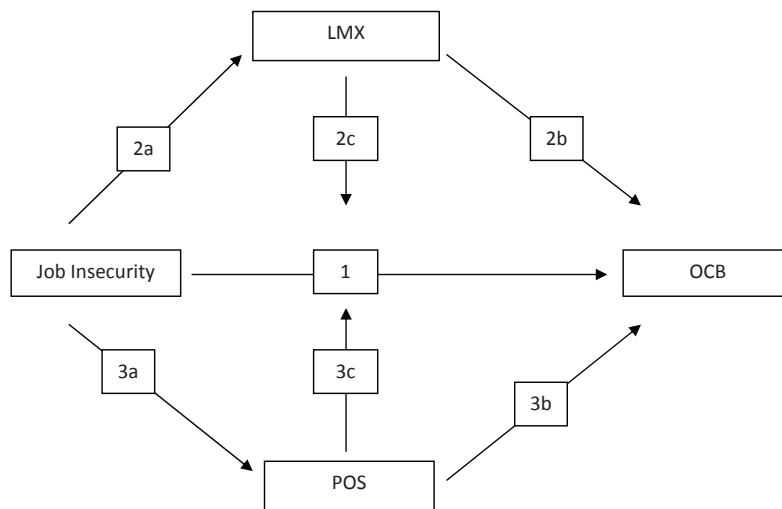 LMX
2a
2c
2b
Job Insecurity
1
OCB
3a
3c
3b
POS